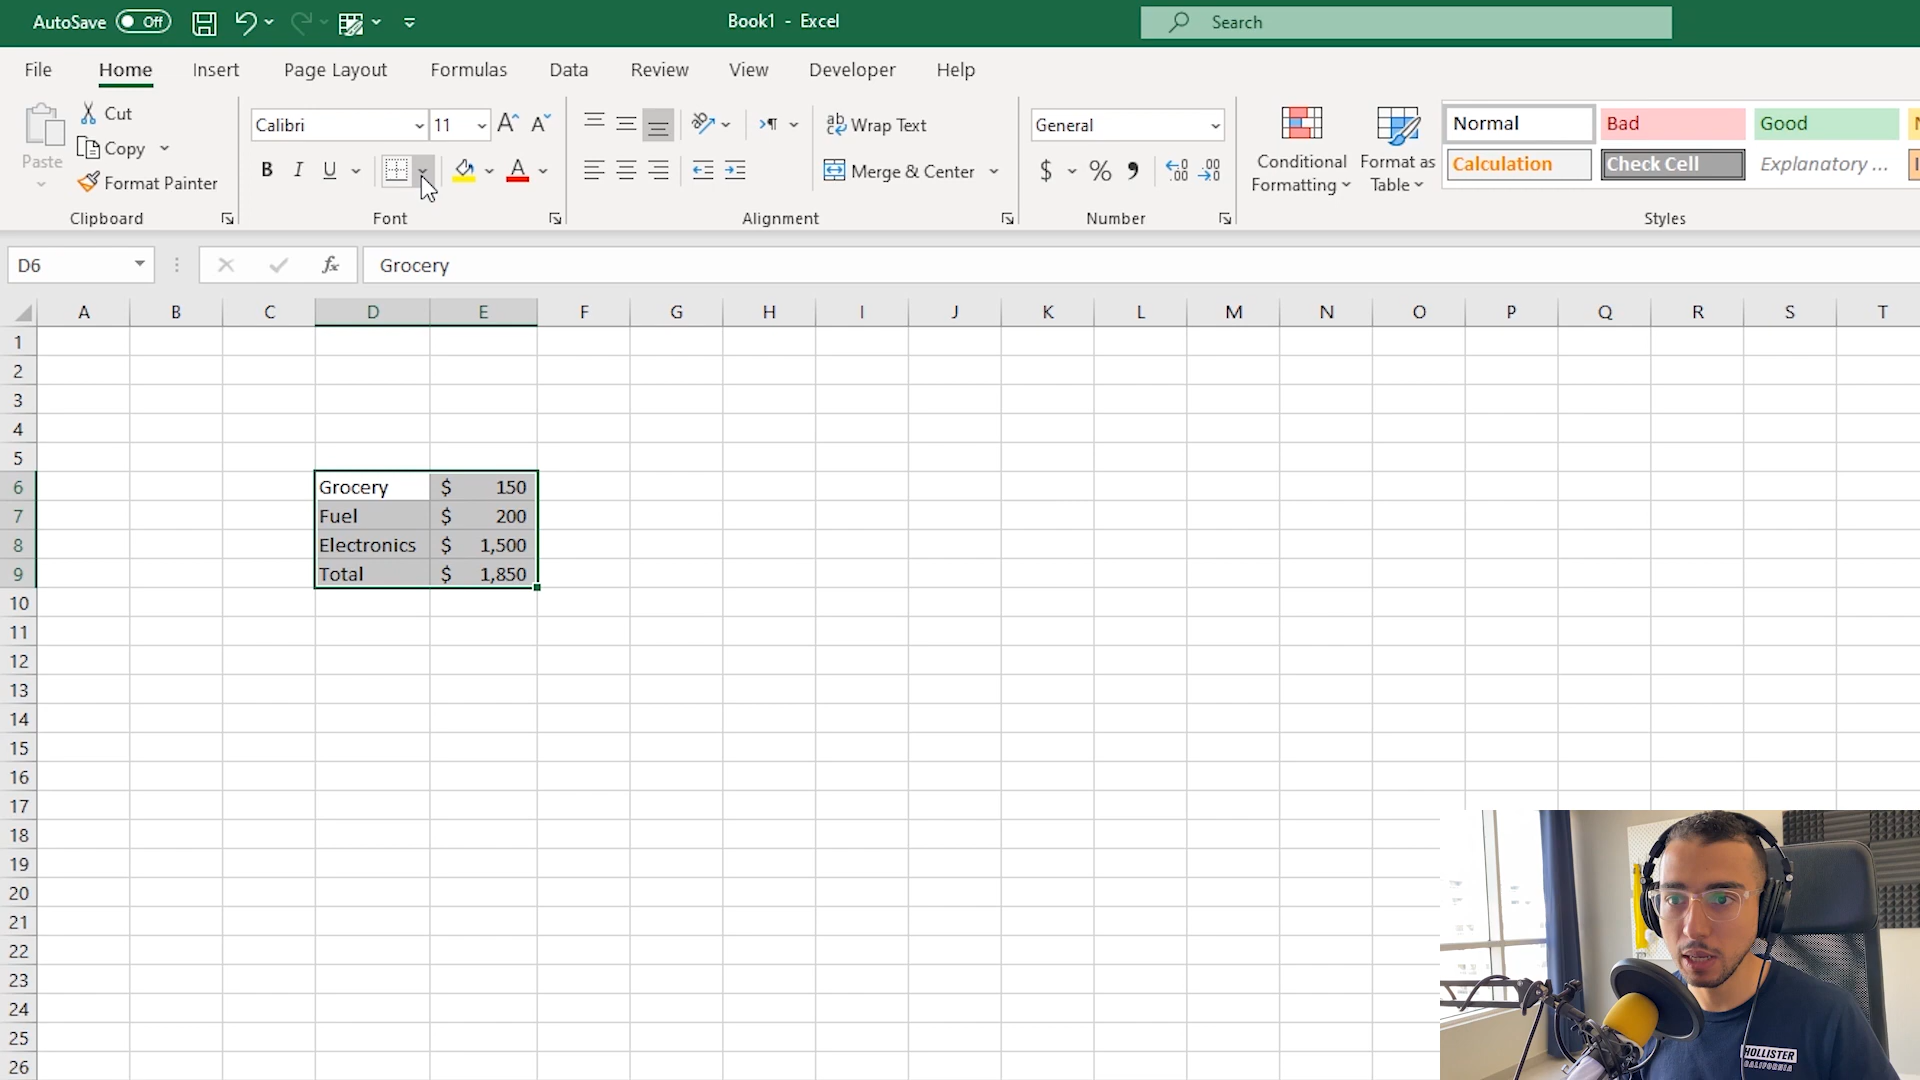 AutoSave Off
Book1 - Excel
Search
File Home Insert Page Layout Formulas Data Review View Developer Help
Paste
Cut
Copy
Format Painter
Clipboard
Calibri 11
B I U A
Font
Wrap Text
Merge & Center
Alignment
General
$ % 9 .00
Number
Conditional Formatting
Format as Table
Normal Bad Good
Calculation Check Cell Explanatory ...
Styles
D6 fx Grocery
A B C D E F G H I J K L M N O P Q R S T
1
2
3
4
5
6 Grocery $ 150
7 Fuel $ 200
8 Electronics $ 1,500
9 Total $ 1,850
10
11
12
13
14
15
16
17
18
19
20
21
22
23
24
25
26
HOLLISTER
CALIFORNIA